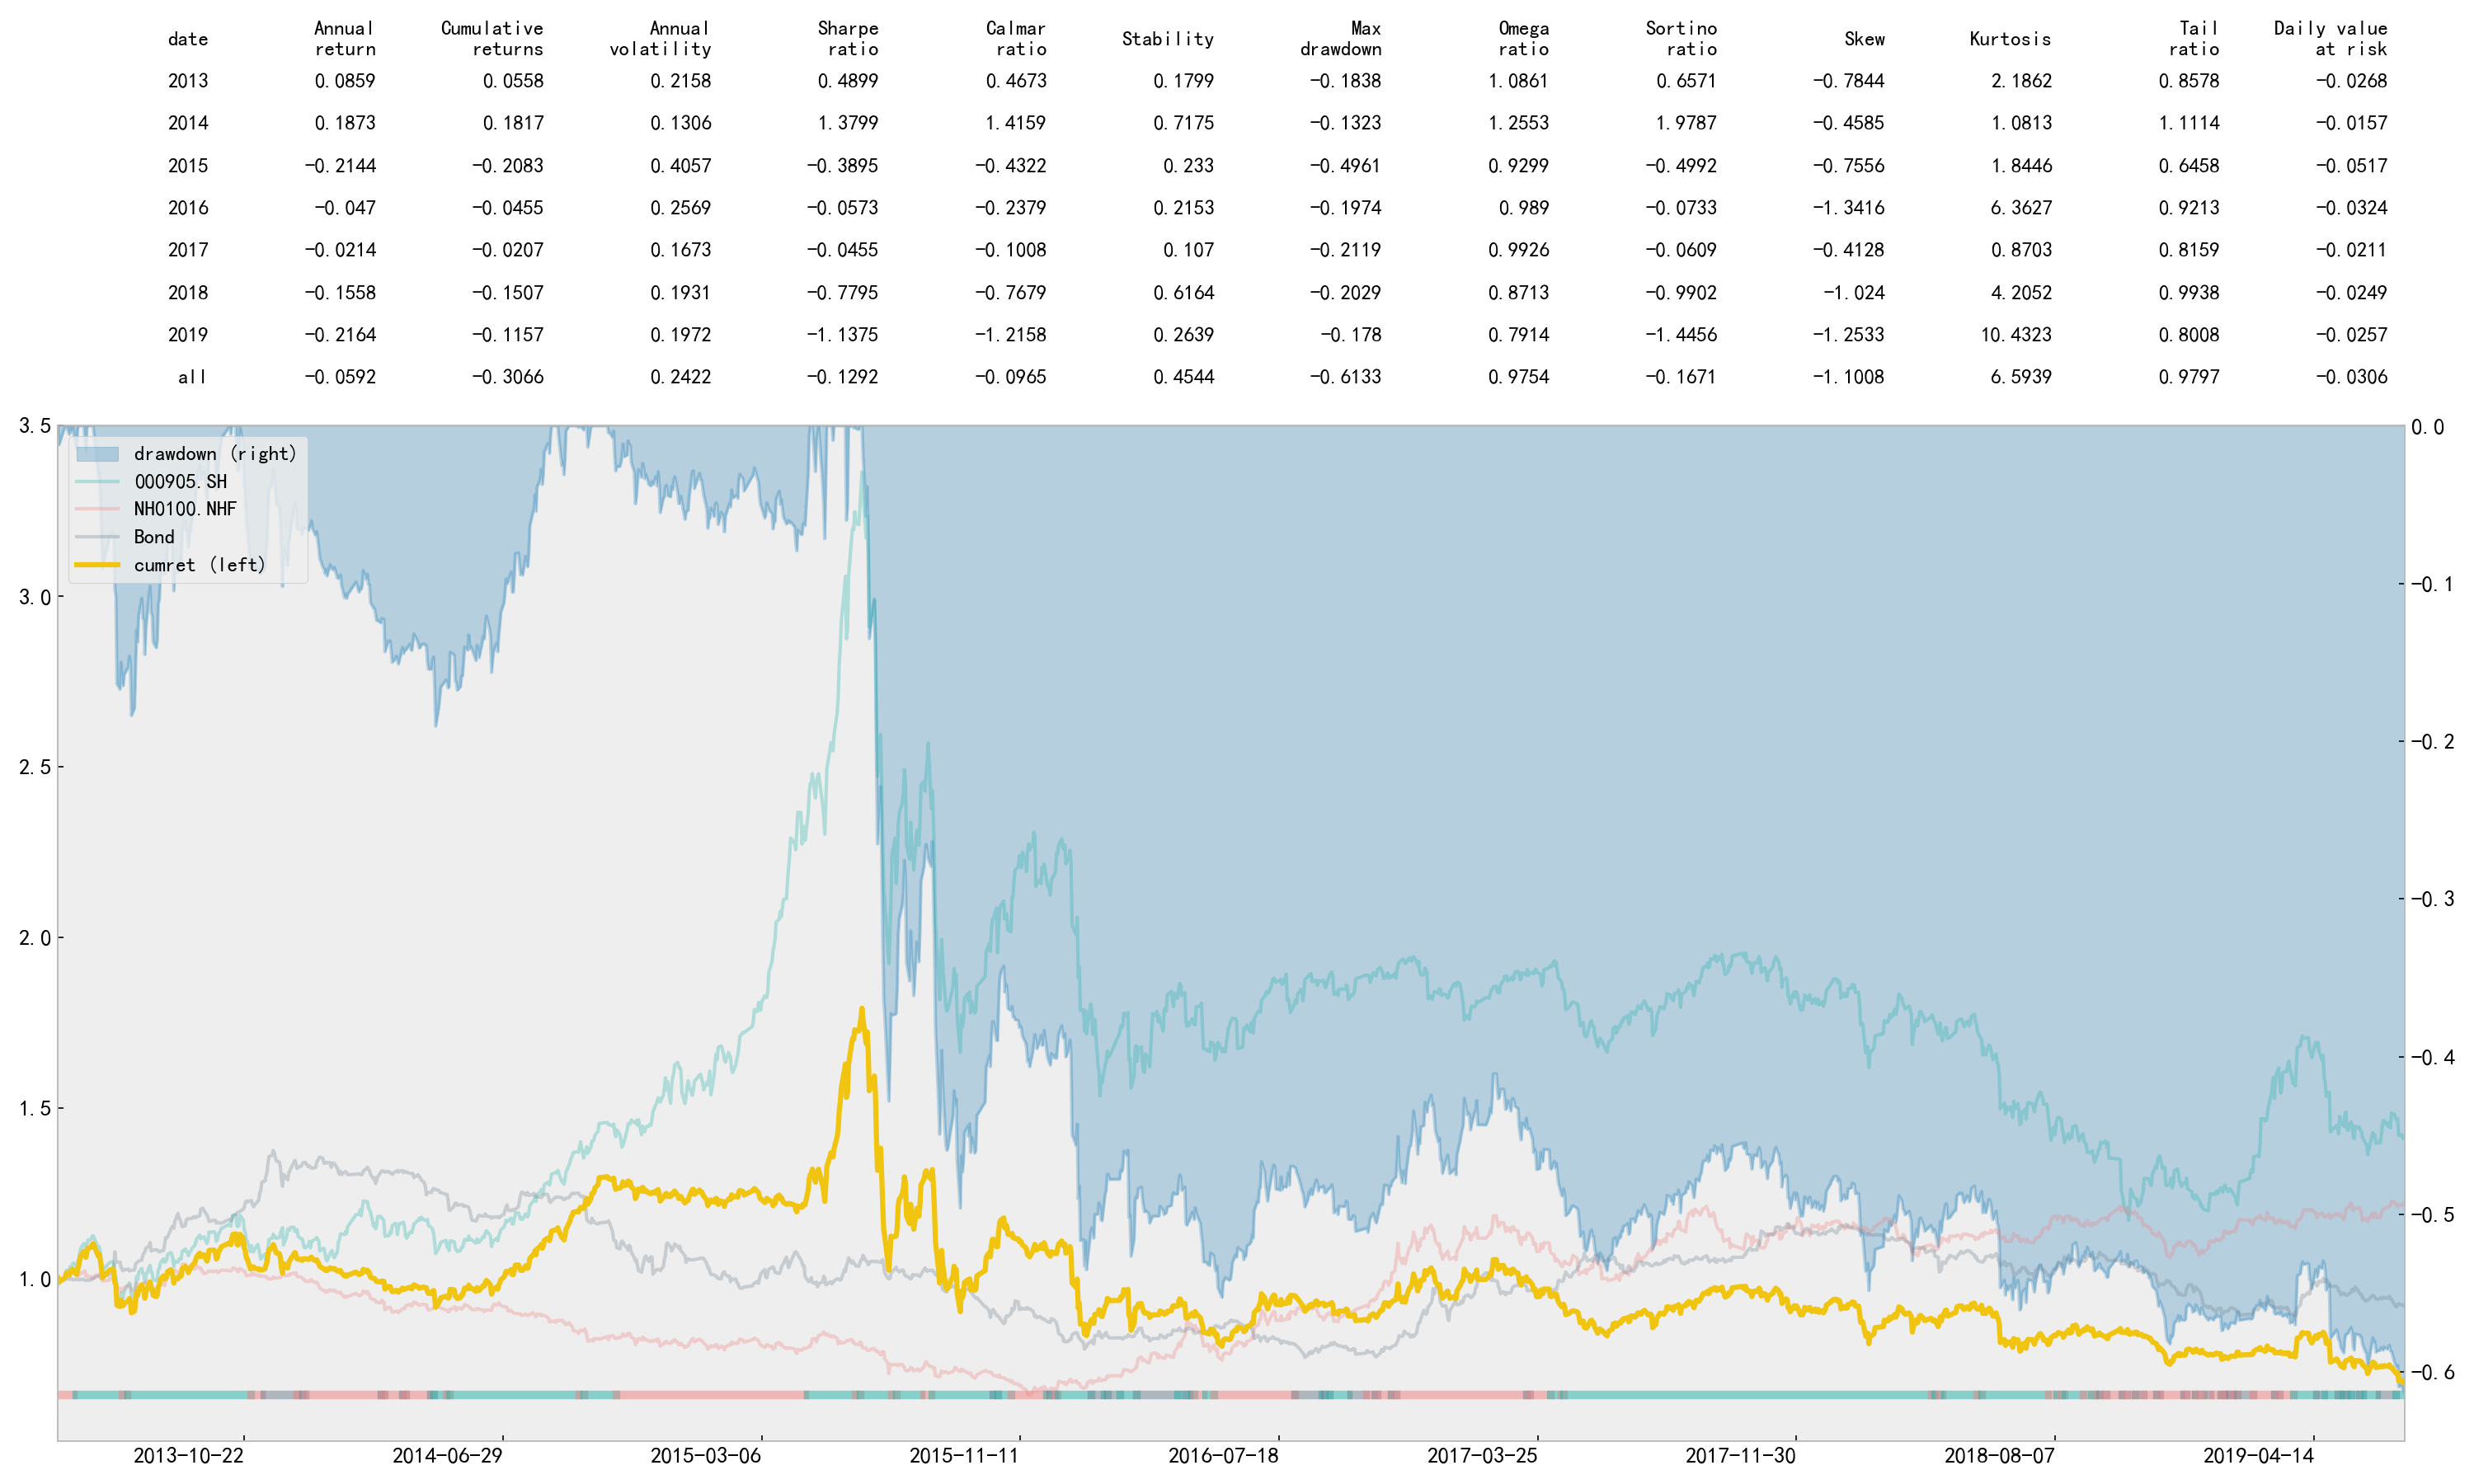 date Annual return Cumulative returns Annual volatility Sharpe ratio Calmar ratio Stability Max drawdown Omega ratio Sortino ratio Skew Kurtosis Tail ratio Daily value at risk
2013 0.0859 0.0558 0.2158 0.4899 0.4673 0.1799 -0.1838 1.0861 0.6571 -0.7844 2.1862 0.8578 -0.0268
2014 0.1873 0.1817 0.1306 1.3799 1.4159 0.7175 -0.1323 1.2553 1.9787 -0.4585 1.0813 1.1114 -0.0157
2015 -0.2144 -0.2083 0.4057 -0.3895 -0.4322 0.233 -0.4961 0.9299 -0.4992 -0.7556 1.8446 0.6458 -0.0517
2016 -0.047 -0.0455 0.2569 -0.0573 -0.2379 0.2153 -0.1974 0.989 -0.0733 -1.3416 6.3627 0.9213 -0.0324
2017 -0.0214 -0.0207 0.1673 -0.0455 -0.1008 0.107 -0.2119 0.9926 -0.0609 -0.4128 0.8703 0.8159 -0.0211
2018 -0.1558 -0.1507 0.1931 -0.7795 -0.7679 0.6164 -0.2029 0.8713 -0.9902 -1.024 4.2052 0.9938 -0.0249
2019 -0.2164 -0.1157 0.1972 -1.1375 -1.2158 0.2639 -0.178 0.7914 -1.4456 -1.2533 10.4323 0.8008 -0.0257
all -0.0592 -0.3066 0.2422 -0.1292 -0.0965 0.4544 -0.6133 0.9754 -0.1671 -1.1008 6.5939 0.9797 -0.0306
3.5
3.0
2.5
2.0
1.5
1.0
drawdown (right)
000905.SH
NH0100.NHF
Bond
cumret (left)
0.0
-0.1
-0.2
-0.3
-0.4
-0.5
-0.6
2013-10-22 2014-06-29 2015-03-06 2015-11-11 2016-07-18 2017-03-25 2017-11-30 2018-08-07 2019-04-14